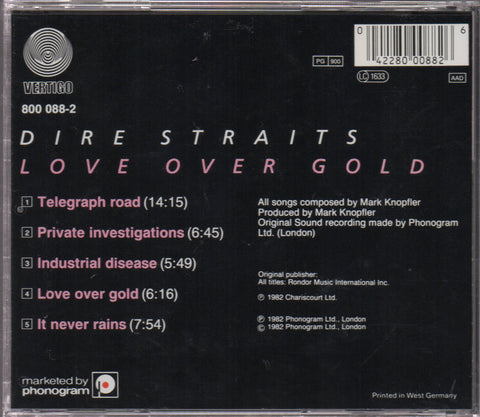 VERTIGO
800 088-2
PG 900
LC 1633
0 42280 00882 6
AAD
DIRE STRAITS
LOVE OVER GOLD
1 Telegraph road (14:15)
2 Private investigations (6:45)
3 Industrial disease (5:49)
4 Love over gold (6:16)
5 It never rains (7:54)
All songs composed by Mark Knopfler
Produced by Mark Knopfler
Original Sound recording made by Phonogram
Ltd. (London)
Original publisher:
All titles: Rondor Music International Inc.
℗ 1982 Chariscourt Ltd.
℗ 1982 Phonogram Ltd., London
© 1982 Phonogram Ltd., London
marketed by
phonogram
Printed in West Germany